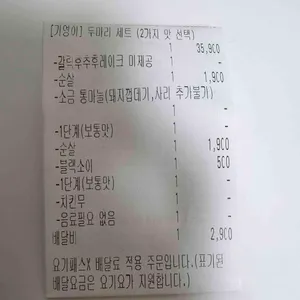 [기영이] 두마리 세트 (2가지 맛 선택)
1 35,900
-갈릭후추후레이크 미제공
1 -
-순살 1 1,900
-소금 통마늘(돼지껍데기,사리 추가불가)
1 -
-1단계(보통맛) 1 -
-순살 1 1,900
-블랙소이 1 500
-1단계(보통맛) 1 -
-치킨무 1 -
-음료필요 없음 1 -
배달비 1 2,900
요기패스X 배달료 적용 주문입니다.(표기된
배달요금은 요기요가 지원합니다.)